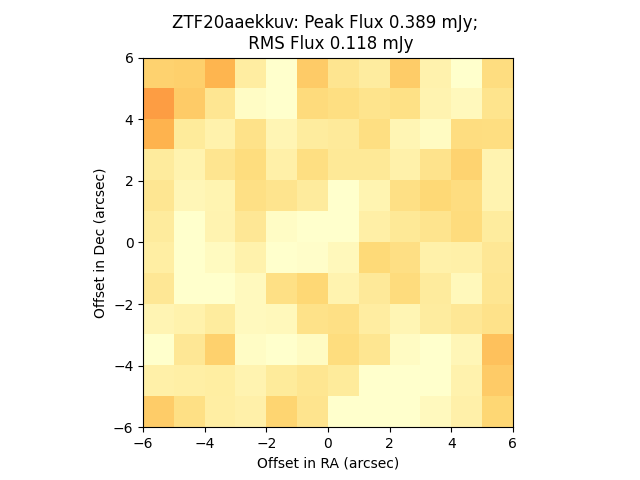 ZTF20aaekkuv: Peak Flux 0.389 mJy;
RMS Flux 0.118 mJy
6
4
2
0
−2
−4
−6
Offset in Dec (arcsec)
−6 −4 −2 0 2 4 6
Offset in RA (arcsec)